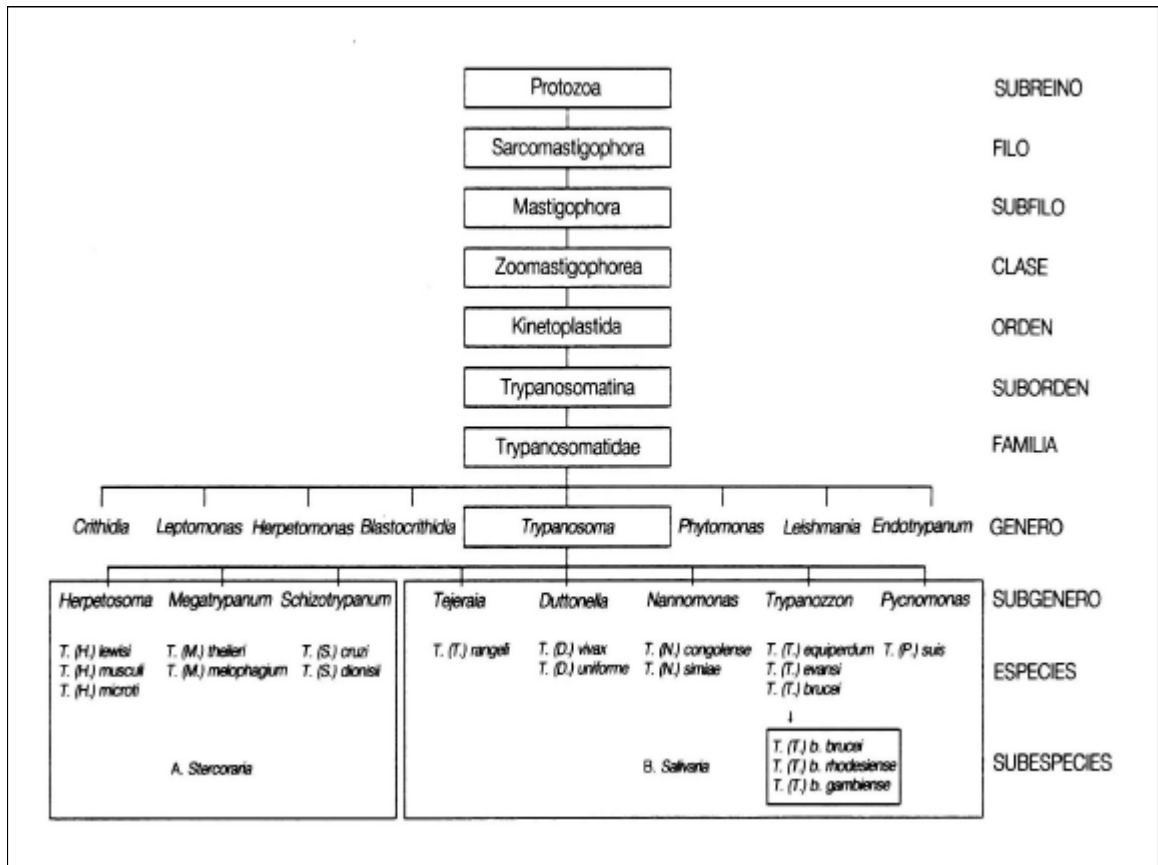 Protozoa SUBREINO
Sarcomastigophora FILO
Mastigophora SUBFILO
Zoomastigophorea CLASE
Kinetoplastida ORDEN
Trypanosomatina SUBORDEN
Trypanosomatidae FAMILIA
Crithidia Leptomonas Herpetomonas Blastocrithidia Trypanosoma Phytomonas Leishmania Endotrypanum GENERO
Herpetosoma Megatrypanum Schizotrypanum Tejeraia Duttonella Nannomonas Trypanozzon Pycnomonas SUBGENERO
T. (H.) lewisi T. (M.) theileri T. (S.) cruzi T. (T.) rangeli T. (D.) vivax T. (N.) congolense T. (T.) equiperdum T. (P.) suis
T. (H.) musculi T. (M.) melophagium T. (S.) dionisii T. (D.) uniforme T. (N.) simiae T. (T.) evansi ESPECIES
T. (H.) microti T. (T.) brucei
T. (T.) b. brucei
A. Stercoraria B. Salivaria T. (T.) b. rhodesiense SUBESPECIES
T. (T.) b. gambiense